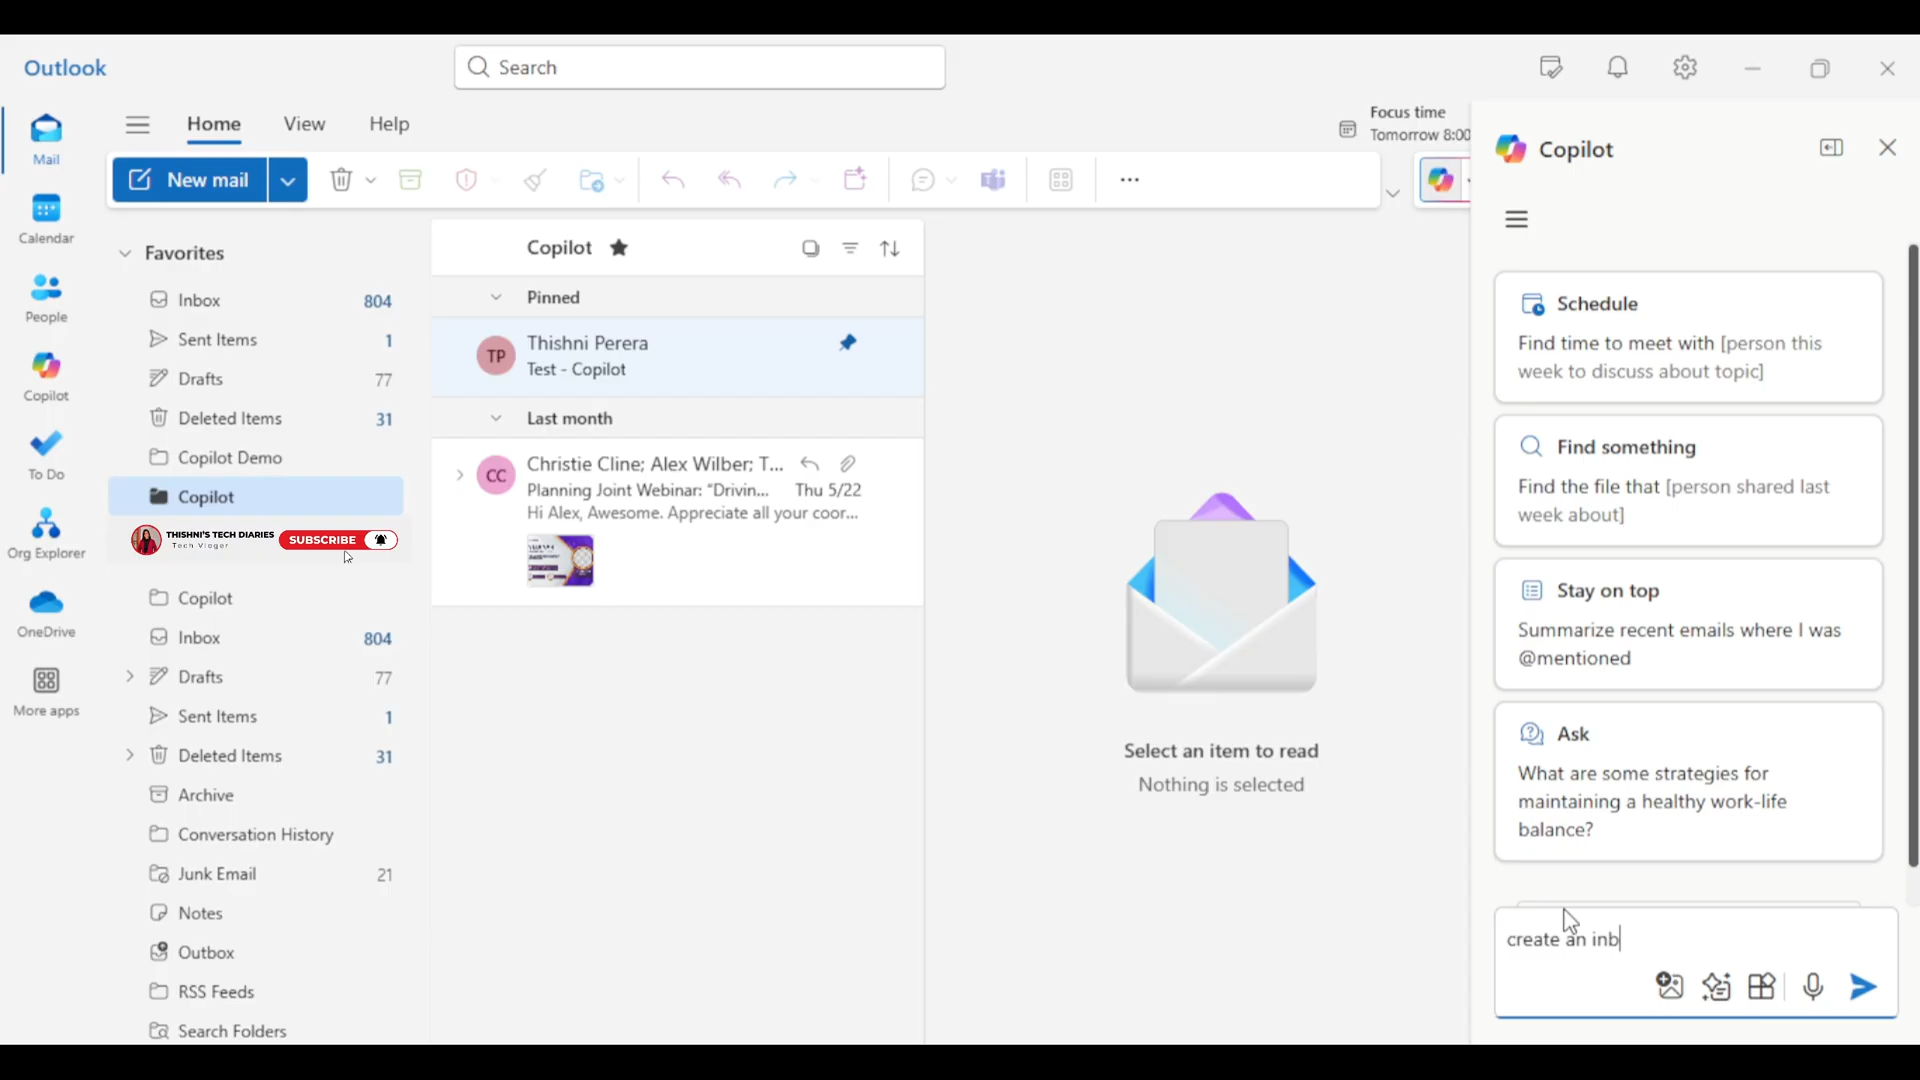 Outlook
Search
Mail
Calendar
People
Copilot
To Do
Org Explorer
OneDrive
More apps
Home View Help
Focus time
Tomorrow 8:00
New mail
Favorites
Inbox 804
Sent Items 1
Drafts 77
Deleted Items 31
Copilot Demo
Copilot
THISHNI'S TECH DIARIES
Tech Vloger
SUBSCRIBE
Copilot
Inbox 804
Drafts 77
Sent Items 1
Deleted Items 31
Archive
Conversation History
Junk Email 21
Notes
Outbox
RSS Feeds
Search Folders
Copilot
Pinned
TP
Thishni Perera
Test - Copilot
Last month
CC
Christie Cline; Alex Wilber; T...
Planning Joint Webinar: "Drivin... Thu 5/22
Hi Alex, Awesome. Appreciate all your coor...
Select an item to read
Nothing is selected
Copilot
Schedule
Find time to meet with [person this
week to discuss about topic]
Find something
Find the file that [person shared last
week about]
Stay on top
Summarize recent emails where I was
@mentioned
Ask
What are some strategies for
maintaining a healthy work-life
balance?
create an inb